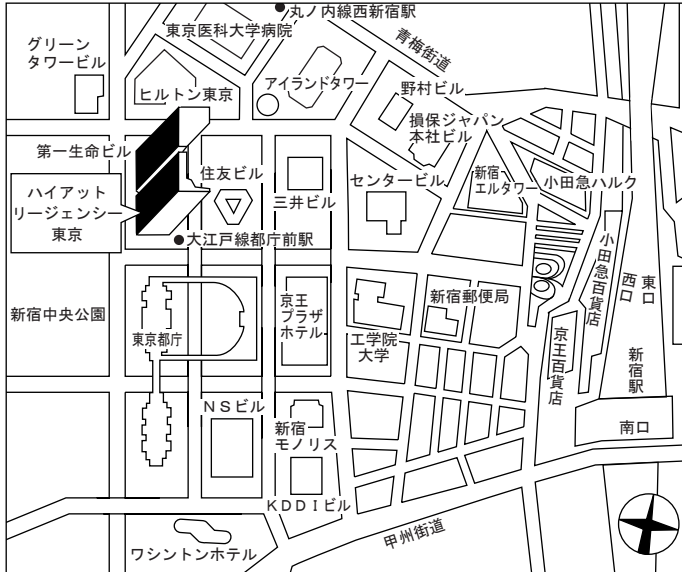 丸ノ内線西新宿駅
東京医科大学病院
青梅街道
グリーン
タワービル
アイランドタワー
野村ビル
ヒルトン東京
損保ジャパン
本社ビル
第一生命ビル
住友ビル
新宿
エルタワー
小田急ハルク
センタービル
三井ビル
ハイアット
リージェンシー
東京
大江戸線都庁前駅
小田急百貨店
西口
東口
新宿中央公園
京王
プラザ
ホテル
新宿郵便局
東京都庁
工学院
大学
京王百貨店
新宿駅
NSビル
新宿
モノリス
南口
KDDIビル
甲州街道
ワシントンホテル